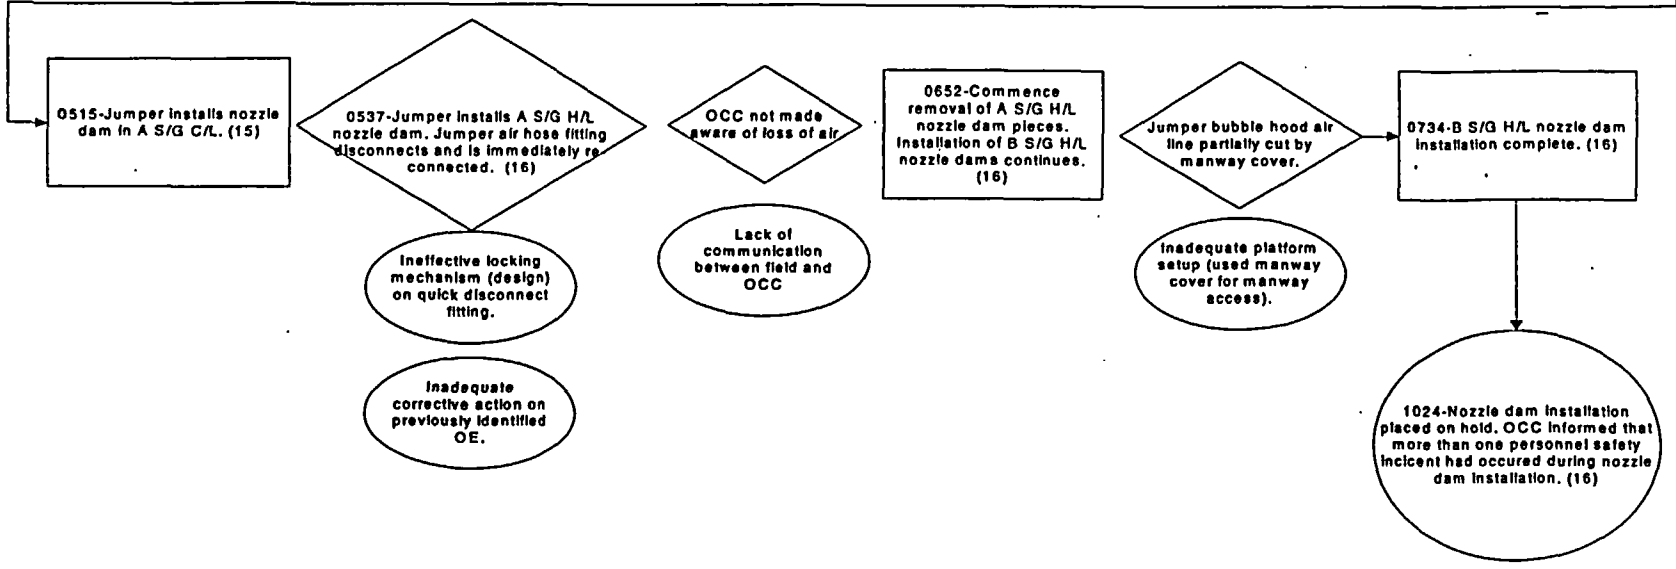 0515-Jumper installs nozzle
dam in A S/G C/L. (15)
0537-Jumper installs A S/G H/L
nozzle dam. Jumper air hose fitting
disconnects and is immediately re-
connected. (16)
Ineffective locking
mechanism (design)
on quick disconnect
fitting.
Inadequate
corrective action on
previously identified
OE.
OCC not made
aware of loss of air
Lack of
communication
between field and
OCC
0652-Commence
removal of A S/G H/L
nozzle dam pieces.
Installation of B S/G H/L
nozzle dams continues.
(16)
Jumper bubble hood air
line partially cut by
manway cover.
Inadequate platform
setup (used manway
cover for manway
access).
0734-B S/G H/L nozzle dam
installation complete. (16)
1024-Nozzle dam installation
placed on hold. OCC informed that
more than one personnel safety
incicent had occured during nozzle
dam installation. (16)